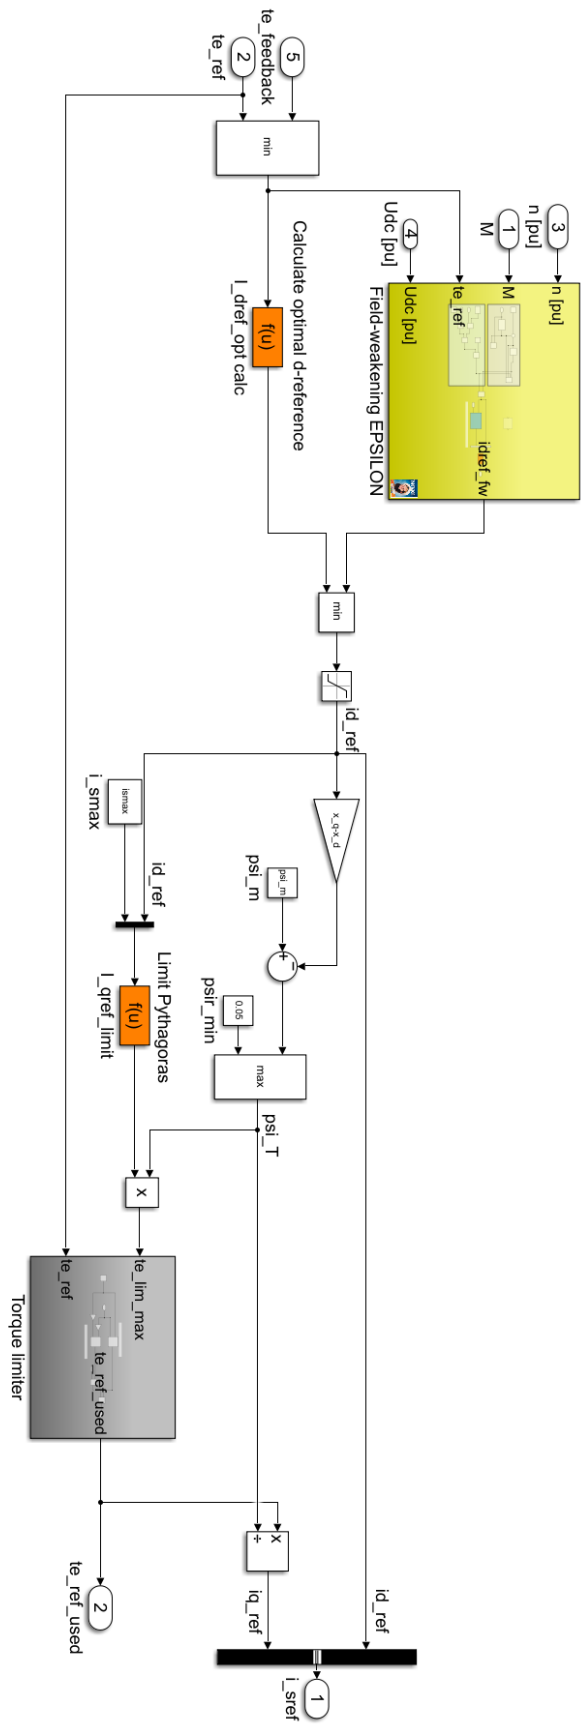 3
n [pu]
1
M
4
Udc [pu]
n [pu]
M
te_ref
Udc [pu]
idref_fw
Field-weakening EPSILON
5
te_feedback
2
te_ref
min
Calculate optimal d-reference
f(u)
I_dref_opt calc
min
id_ref
x_q-x_d
psi_m
psi_m
+
−
0.05
psir_min
max
psi_T
ismax
i_smax
id_ref
Limit Pythagoras
f(u)
I_qref_limit
x
te_lim_max
te_ref
te_ref_used
Torque limiter
2
te_ref_used
x
÷
iq_ref
id_ref
1
i_sref